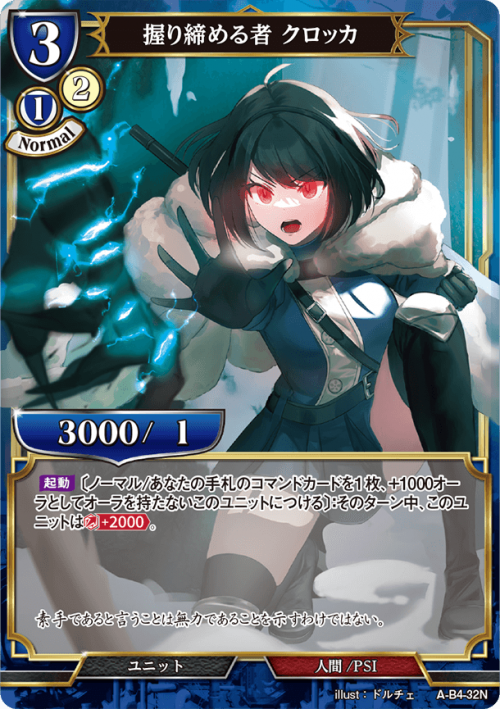 3
握り締める者 クロッカ
2
1
Normal
3000/ 1
起動 〔ノーマル/あなたの手札のコマンドカードを1枚、+1000オー
ラとしてオーラを持たないこのユニットにつける〕:そのターン中、このユ
ニットは+2000。
素手であると言うことは無力であることを示すわけではない。
ユニット
人間/PSI
illust:ドルチェ A-B4-32N